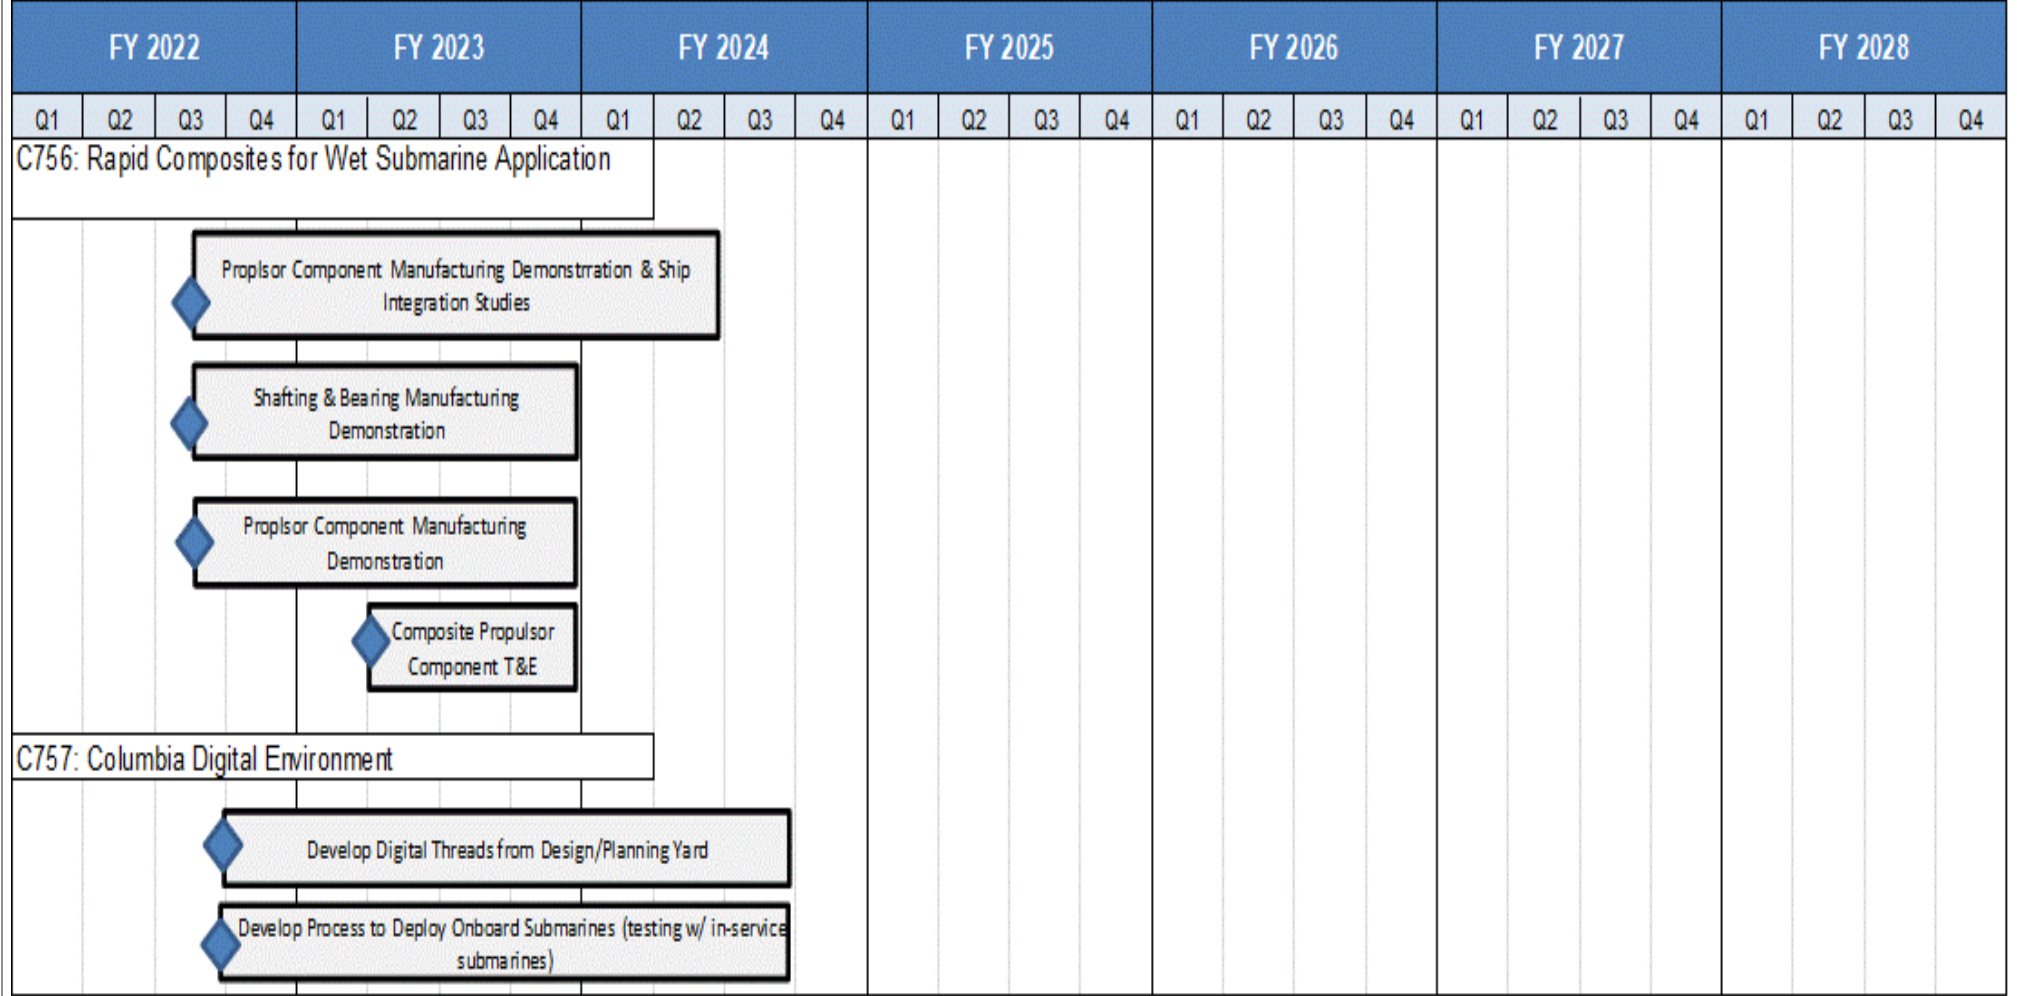 FY 2022 FY 2023 FY 2024 FY 2025 FY 2026 FY 2027 FY 2028
Q1 Q2 Q3 Q4 Q1 Q2 Q3 Q4 Q1 Q2 Q3 Q4 Q1 Q2 Q3 Q4 Q1 Q2 Q3 Q4 Q1 Q2 Q3 Q4 Q1 Q2 Q3 Q4
C756: Rapid Composites for Wet Submarine Application
Proplsor Component Manufacturing Demonstrration & Ship
Integration Studies
Shafting & Bearing Manufacturing
Demonstration
Proplsor Component Manufacturing
Demonstration
Composite Propulsor
Component T&E
C757: Columbia Digital Environment
Develop Digital Threads from Design/Planning Yard
Develop Process to Deploy Onboard Submarines (testing w/ in-service
submarines)